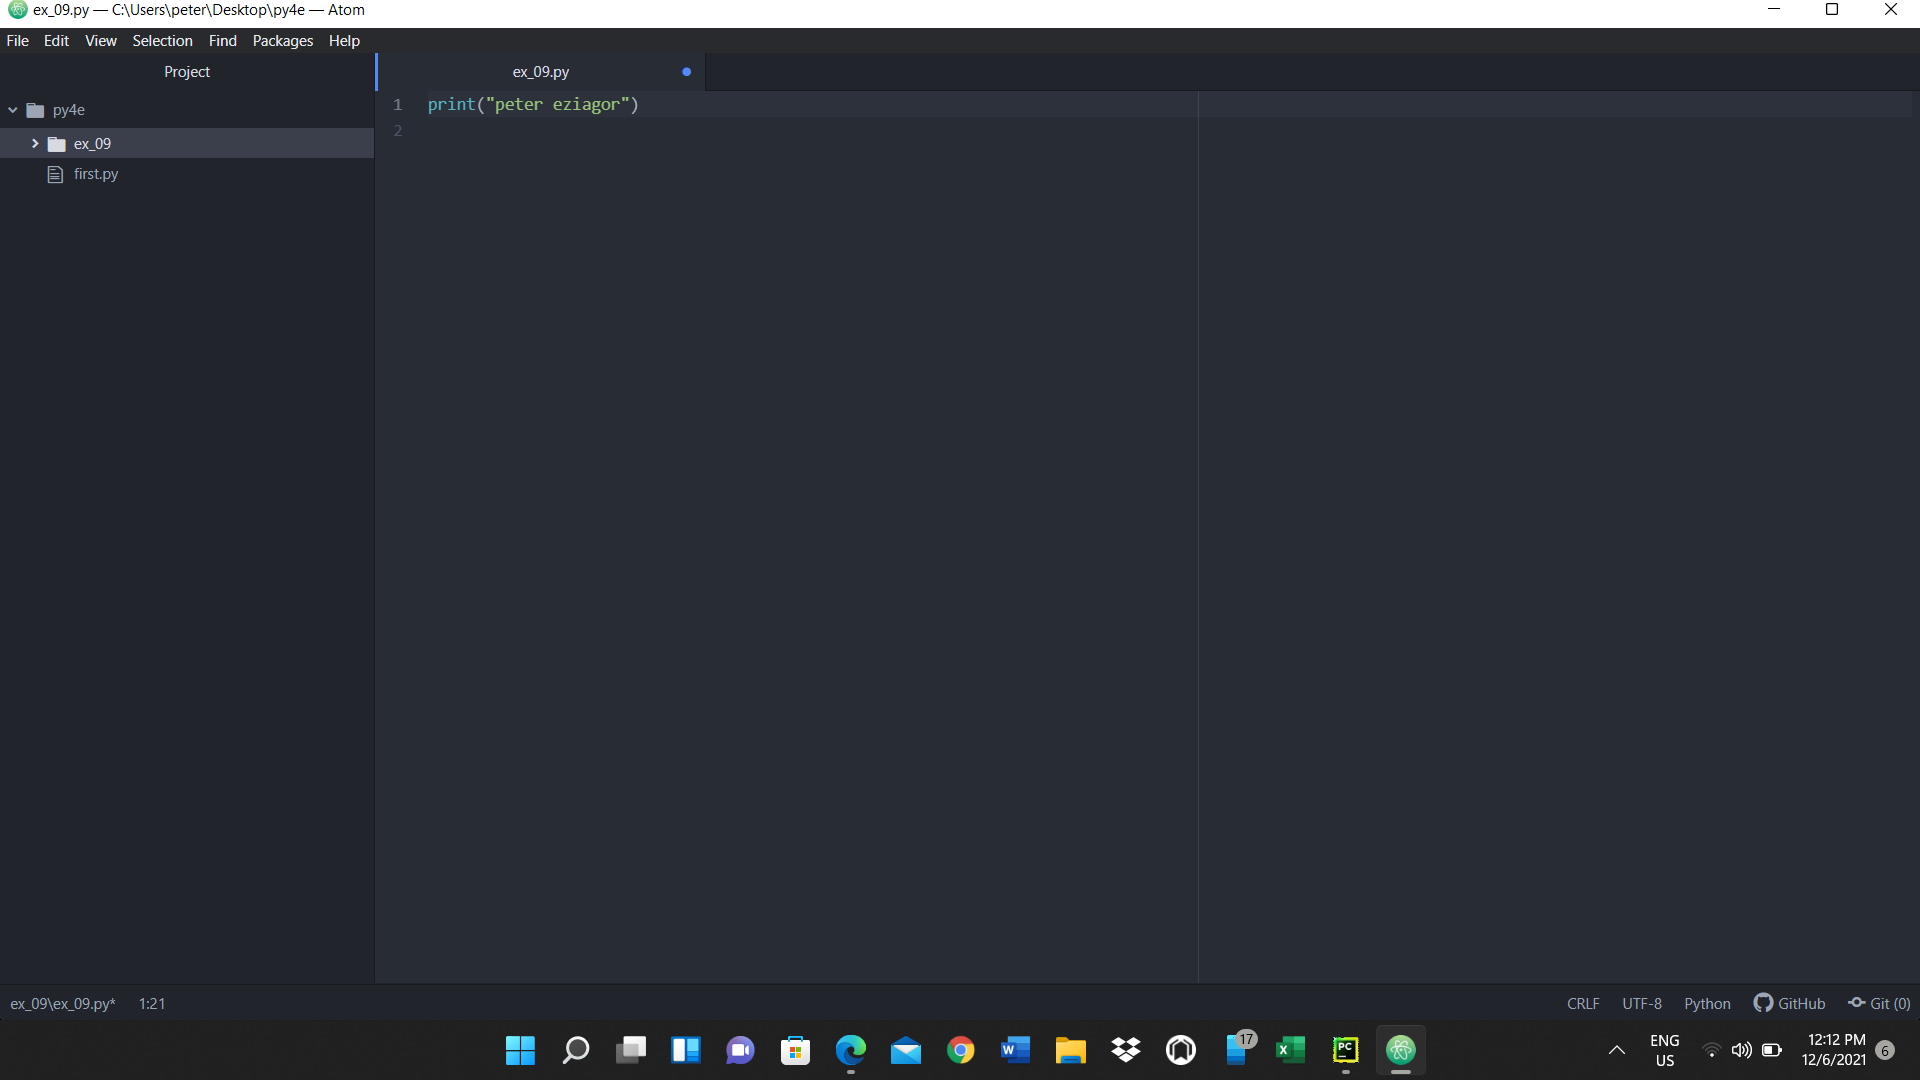 ex_09.py — C:\Users\peter\Desktop\py4e — Atom
File Edit View Selection Find Packages Help
Project
ex_09.py
py4e
ex_09
first.py
1 print("peter eziagor")
2
ex_09\ex_09.py* 1:21
CRLF UTF-8 Python GitHub Git (0)
W
17
X
PC
ENG
US
12:12 PM
12/6/2021
6